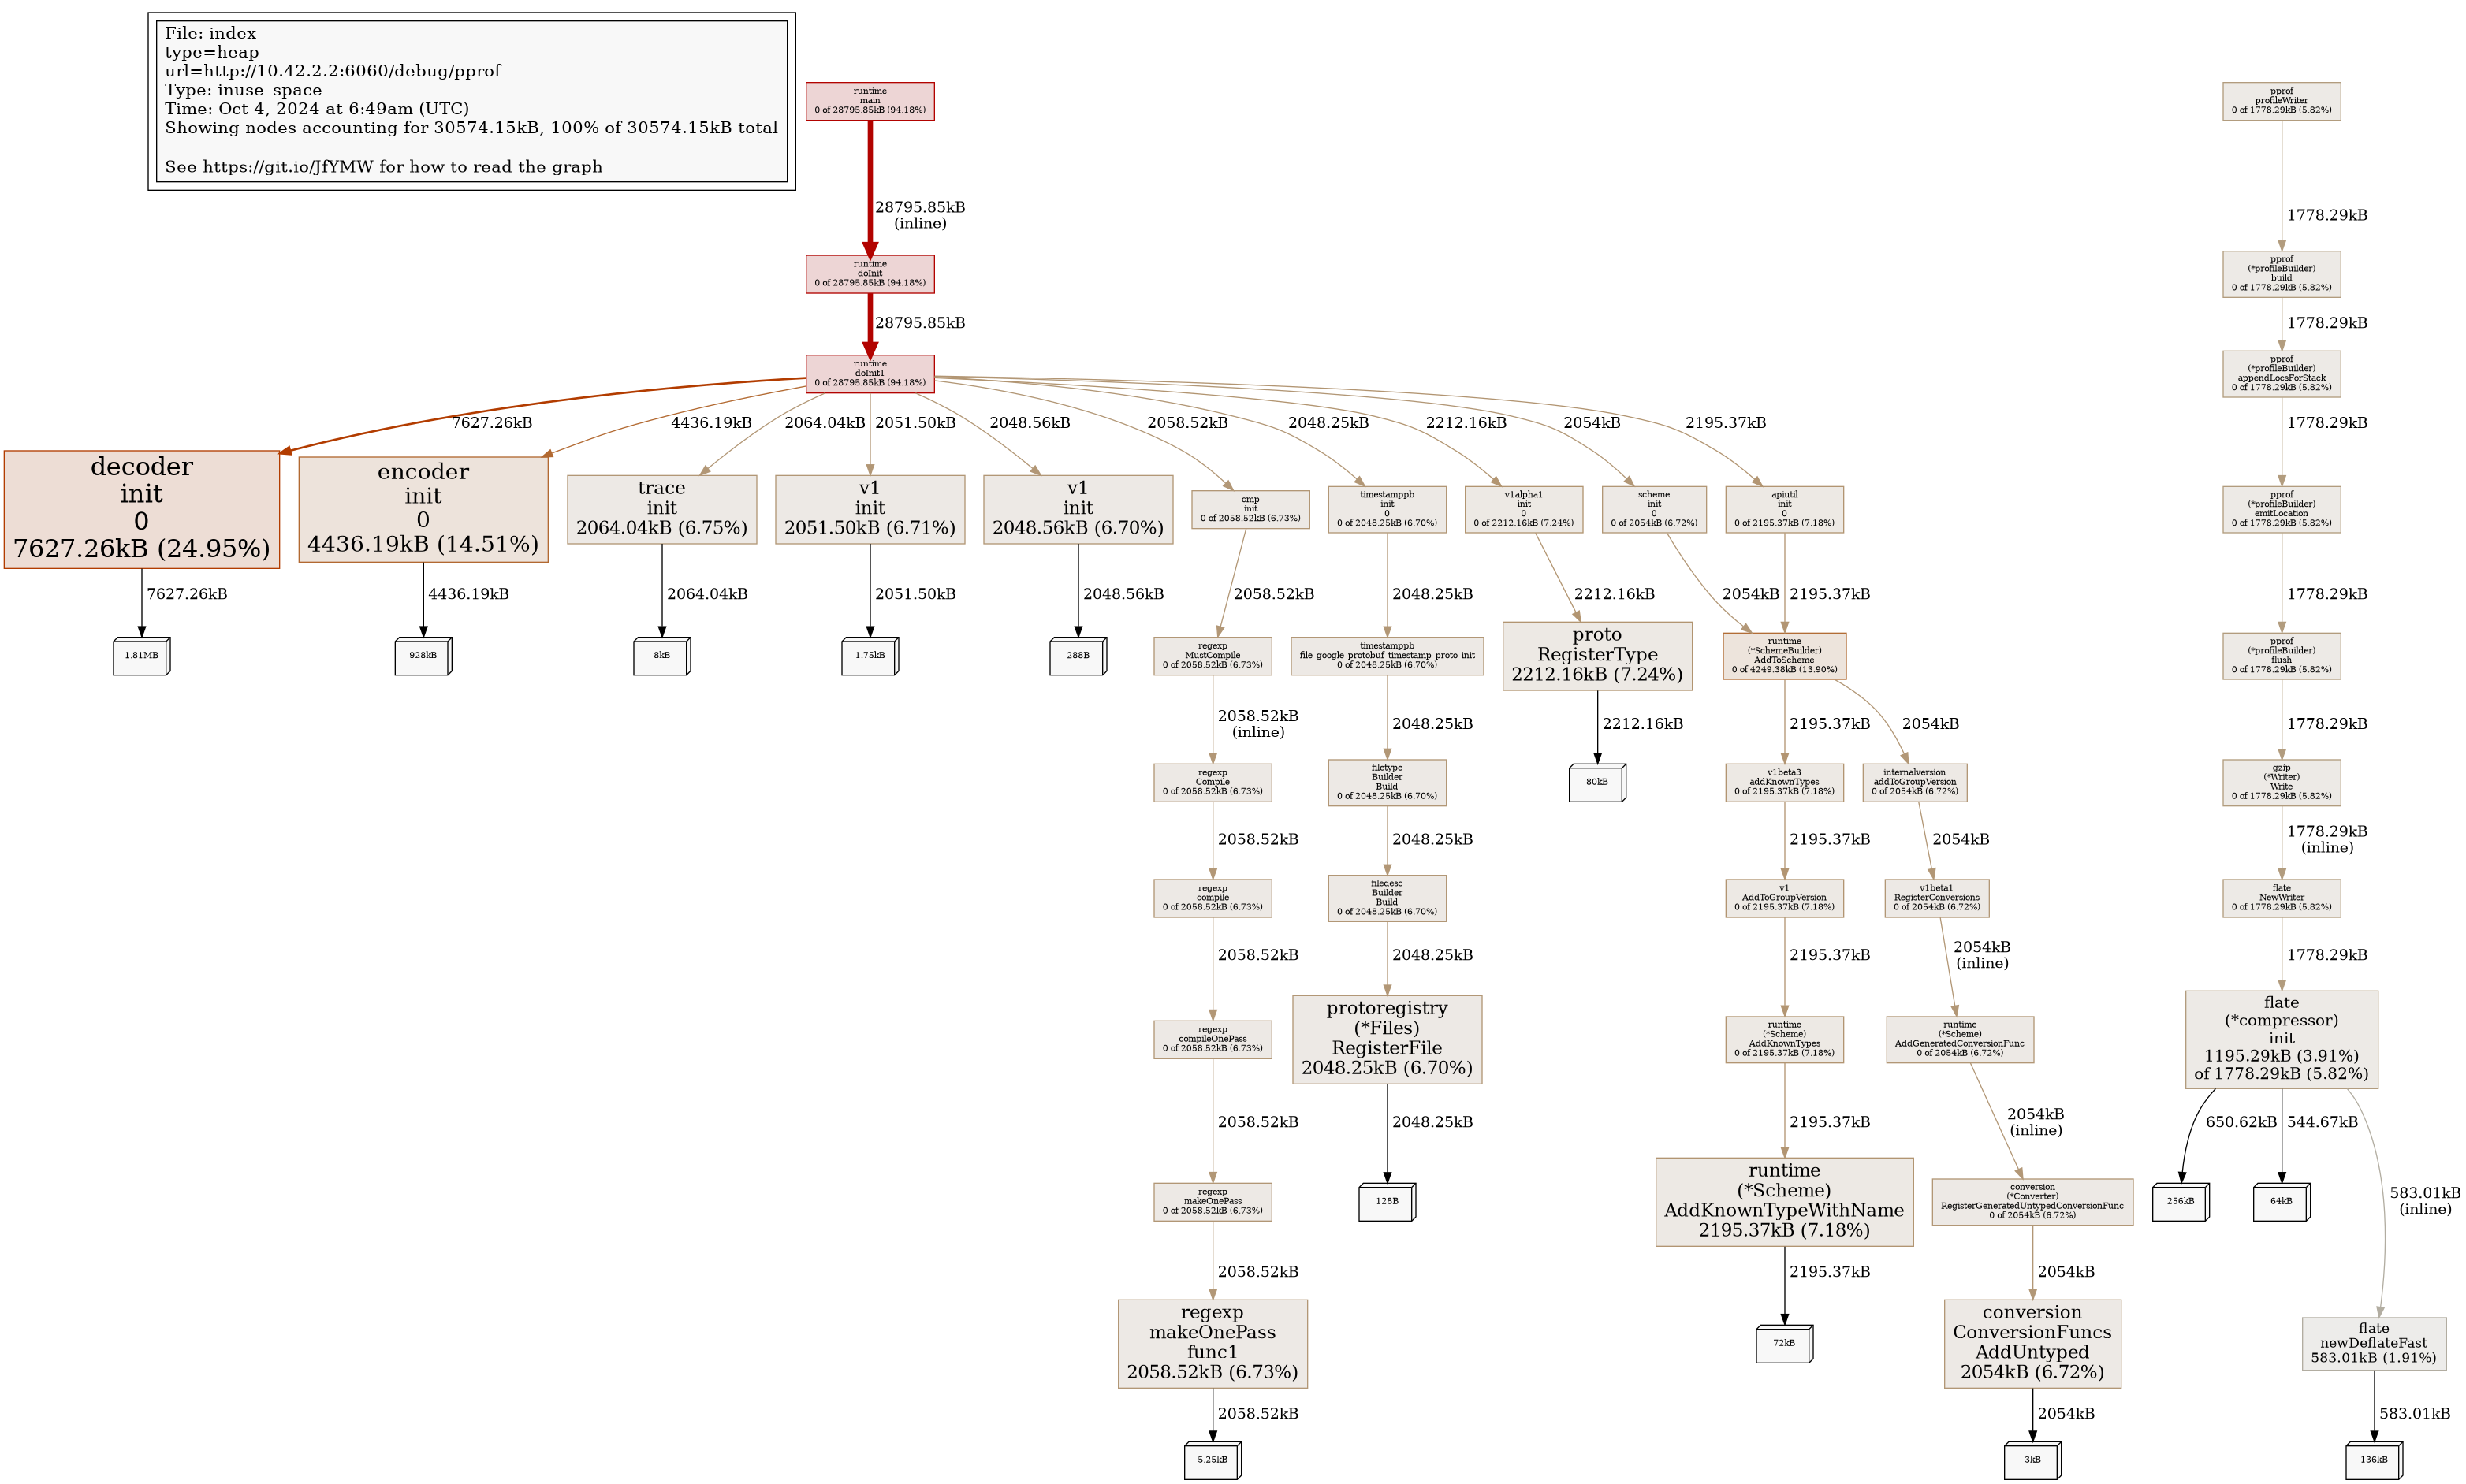 File: index
type=heap
url=http://10.42.2.2:6060/debug/pprof
Type: inuse_space
Time: Oct 4, 2024 at 6:49am (UTC)
Showing nodes accounting for 30574.15kB, 100% of 30574.15kB total
See https://git.io/JfYMW for how to read the graph
runtime
main
0 of 28795.85kB (94.18%)
28795.85kB
(inline)
runtime
doInit
0 of 28795.85kB (94.18%)
28795.85kB
runtime
doInit1
0 of 28795.85kB (94.18%)
7627.26kB
4436.19kB
2064.04kB
2051.50kB
2048.56kB
2058.52kB
2048.25kB
2212.16kB
2054kB
2195.37kB
decoder
init
0
7627.26kB (24.95%)
7627.26kB
1.81MB
encoder
init
0
4436.19kB (14.51%)
4436.19kB
928kB
trace
init
2064.04kB (6.75%)
2064.04kB
8kB
v1
init
2051.50kB (6.71%)
2051.50kB
1.75kB
v1
init
2048.56kB (6.70%)
2048.56kB
288B
cmp
init
0 of 2058.52kB (6.73%)
2058.52kB
regexp
MustCompile
0 of 2058.52kB (6.73%)
2058.52kB
(inline)
regexp
Compile
0 of 2058.52kB (6.73%)
2058.52kB
regexp
compile
0 of 2058.52kB (6.73%)
2058.52kB
regexp
compileOnePass
0 of 2058.52kB (6.73%)
2058.52kB
regexp
makeOnePass
0 of 2058.52kB (6.73%)
2058.52kB
regexp
makeOnePass
func1
2058.52kB (6.73%)
2058.52kB
5.25kB
timestamppb
init
0
0 of 2048.25kB (6.70%)
2048.25kB
timestamppb
file_google_protobuf_timestamp_proto_init
0 of 2048.25kB (6.70%)
2048.25kB
filetype
Builder
Build
0 of 2048.25kB (6.70%)
2048.25kB
filedesc
Builder
Build
0 of 2048.25kB (6.70%)
2048.25kB
protoregistry
(*Files)
RegisterFile
2048.25kB (6.70%)
2048.25kB
128B
v1alpha1
init
0
0 of 2212.16kB (7.24%)
2212.16kB
proto
RegisterType
2212.16kB (7.24%)
2212.16kB
80kB
scheme
init
0
0 of 2054kB (6.72%)
2054kB
apiutil
init
0
0 of 2195.37kB (7.18%)
2195.37kB
runtime
(*SchemeBuilder)
AddToScheme
0 of 4249.38kB (13.90%)
2195.37kB
2054kB
v1beta3
addKnownTypes
0 of 2195.37kB (7.18%)
2195.37kB
v1
AddToGroupVersion
0 of 2195.37kB (7.18%)
2195.37kB
runtime
(*Scheme)
AddKnownTypes
0 of 2195.37kB (7.18%)
2195.37kB
runtime
(*Scheme)
AddKnownTypeWithName
2195.37kB (7.18%)
2195.37kB
72kB
internalversion
addToGroupVersion
0 of 2054kB (6.72%)
2054kB
v1beta1
RegisterConversions
0 of 2054kB (6.72%)
2054kB
(inline)
runtime
(*Scheme)
AddGeneratedConversionFunc
0 of 2054kB (6.72%)
2054kB
(inline)
conversion
(*Converter)
RegisterGeneratedUntypedConversionFunc
0 of 2054kB (6.72%)
2054kB
conversion
ConversionFuncs
AddUntyped
2054kB (6.72%)
2054kB
3kB
pprof
profileWriter
0 of 1778.29kB (5.82%)
1778.29kB
pprof
(*profileBuilder)
build
0 of 1778.29kB (5.82%)
1778.29kB
pprof
(*profileBuilder)
appendLocsForStack
0 of 1778.29kB (5.82%)
1778.29kB
pprof
(*profileBuilder)
emitLocation
0 of 1778.29kB (5.82%)
1778.29kB
pprof
(*profileBuilder)
flush
0 of 1778.29kB (5.82%)
1778.29kB
gzip
(*Writer)
Write
0 of 1778.29kB (5.82%)
1778.29kB
(inline)
flate
NewWriter
0 of 1778.29kB (5.82%)
1778.29kB
flate
(*compressor)
init
1195.29kB (3.91%)
of 1778.29kB (5.82%)
650.62kB
544.67kB
583.01kB
(inline)
256kB
64kB
flate
newDeflateFast
583.01kB (1.91%)
583.01kB
136kB